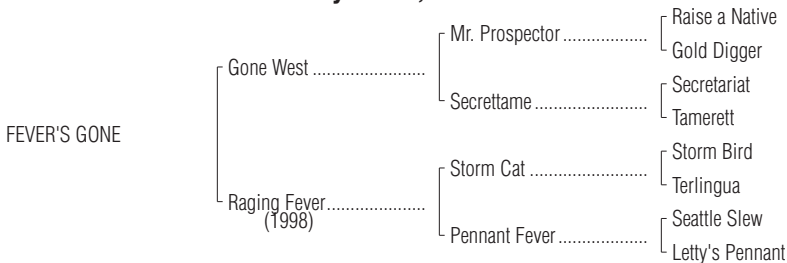 Raise a Native
Mr. Prospector ...................
Gold Digger
Gone West .........................
Secretariat
Secrettame .........................
Tamerett
FEVER'S GONE
Storm Bird
Storm Cat ..........................
Terlingua
Raging Fever......................
(1998)
Seattle Slew
Pennant Fever ....................
Letty's Pennant